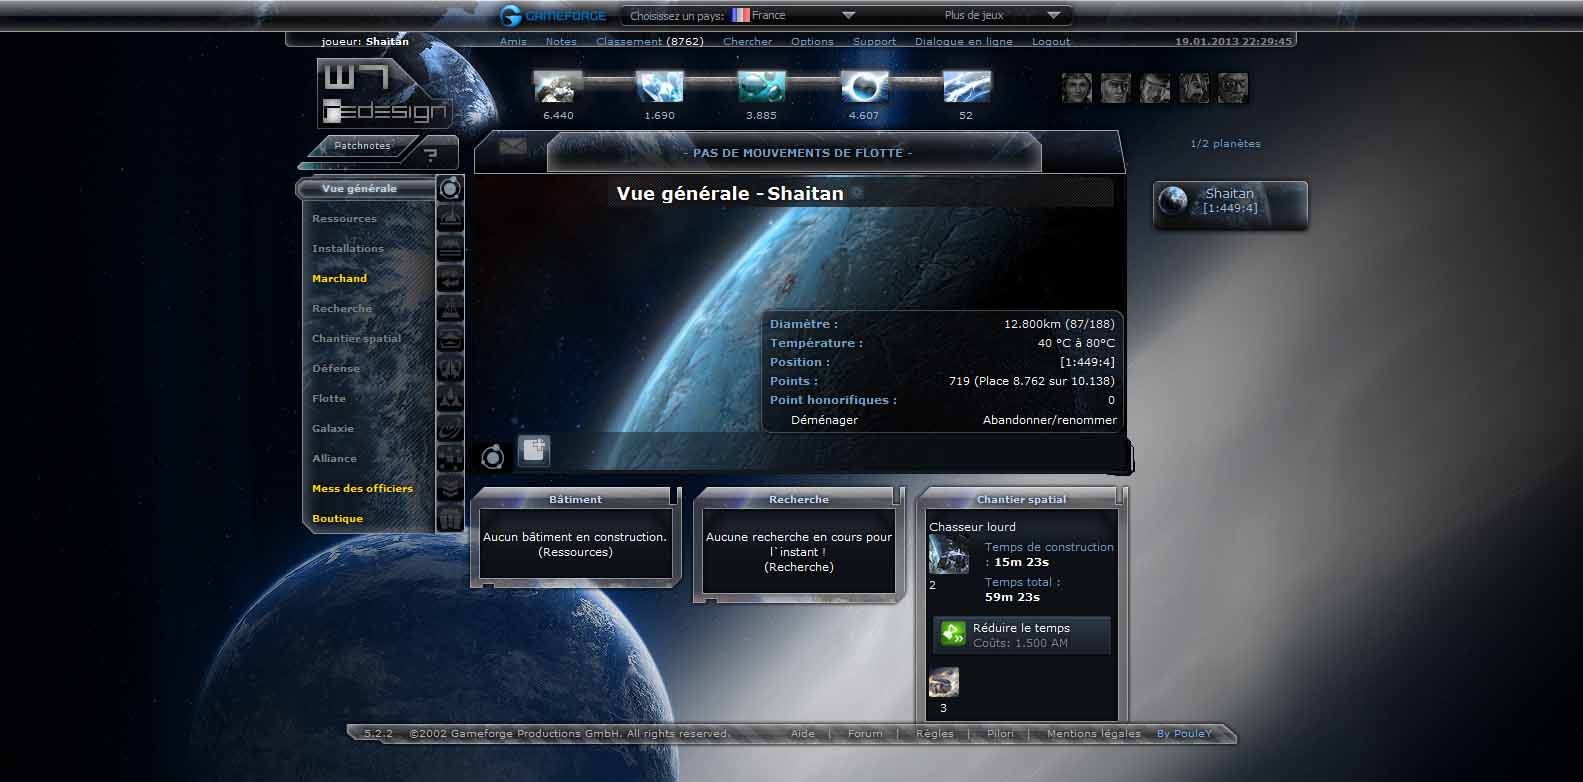 GAMEFORGE
Choisissez un pays: France
Plus de jeux
joueur: Shaitan
Amis Notes Classement (8762) Chercher Options Support Dialogue en ligne Logout
19.01.2013 22:29:45
W7
redesign
6.440 1.690 3.885 4.607 52
Patchnotes
?
- PAS DE MOUVEMENTS DE FLOTTE -
1/2 planètes
Vue générale
Ressources
Installations
Marchand
Recherche
Chantier spatial
Défense
Flotte
Galaxie
Alliance
Mess des officiers
Boutique
Vue générale - Shaitan
Shaitan
[1:449:4]
Diamètre : 12.800km (87/188)
Température : 40 °C à 80°C
Position : [1:449:4]
Points : 719 (Place 8.762 sur 10.138)
Point honorifiques : 0
Déménager Abandonner/renommer
Bâtiment
Aucun bâtiment en construction.
(Ressources)
Recherche
Aucune recherche en cours pour
l`instant !
(Recherche)
Chantier spatial
Chasseur lourd
Temps de construction
: 15m 23s
2
Temps total :
59m 23s
Réduire le temps
Coûts: 1.500 AM
3
5.2.2 ©2002 Gameforge Productions GmbH. All rights reserved.
Aide | Forum | Règles | Pilori | Mentions légales By PouleY